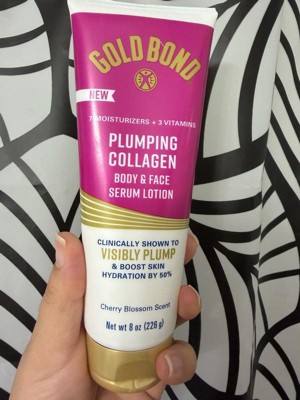 GOLD BOND
NEW
7 MOISTURIZERS + 3 VITAMINS
PLUMPING
COLLAGEN
BODY & FACE
SERUM LOTION
CLINICALLY SHOWN TO
VISIBLY PLUMP
& BOOST SKIN
HYDRATION BY 50%
Cherry Blossom Scent
Net wt 8 oz (226 g)